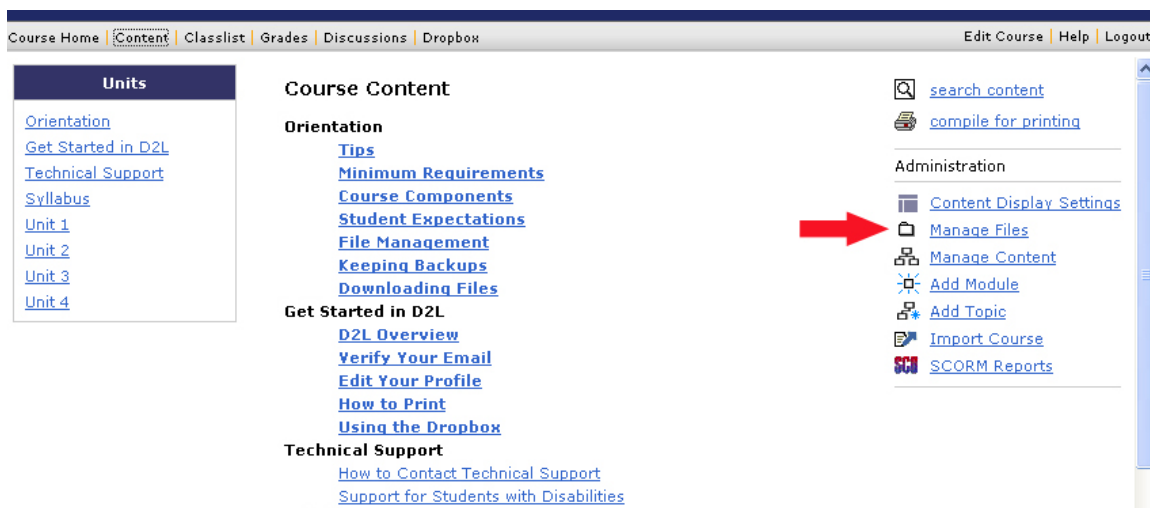 Course Home | Content | Classlist | Grades | Discussions | Dropbox
Edit Course | Help | Logout
Units
Orientation
Get Started in D2L
Technical Support
Syllabus
Unit 1
Unit 2
Unit 3
Unit 4
Course Content
Orientation
Tips
Minimum Requirements
Course Components
Student Expectations
File Management
Keeping Backups
Downloading Files
Get Started in D2L
D2L Overview
Verify Your Email
Edit Your Profile
How to Print
Using the Dropbox
Technical Support
How to Contact Technical Support
Support for Students with Disabilities
search content
compile for printing
Administration
Content Display Settings
Manage Files
Manage Content
Add Module
Add Topic
Import Course
SCO SCORM Reports